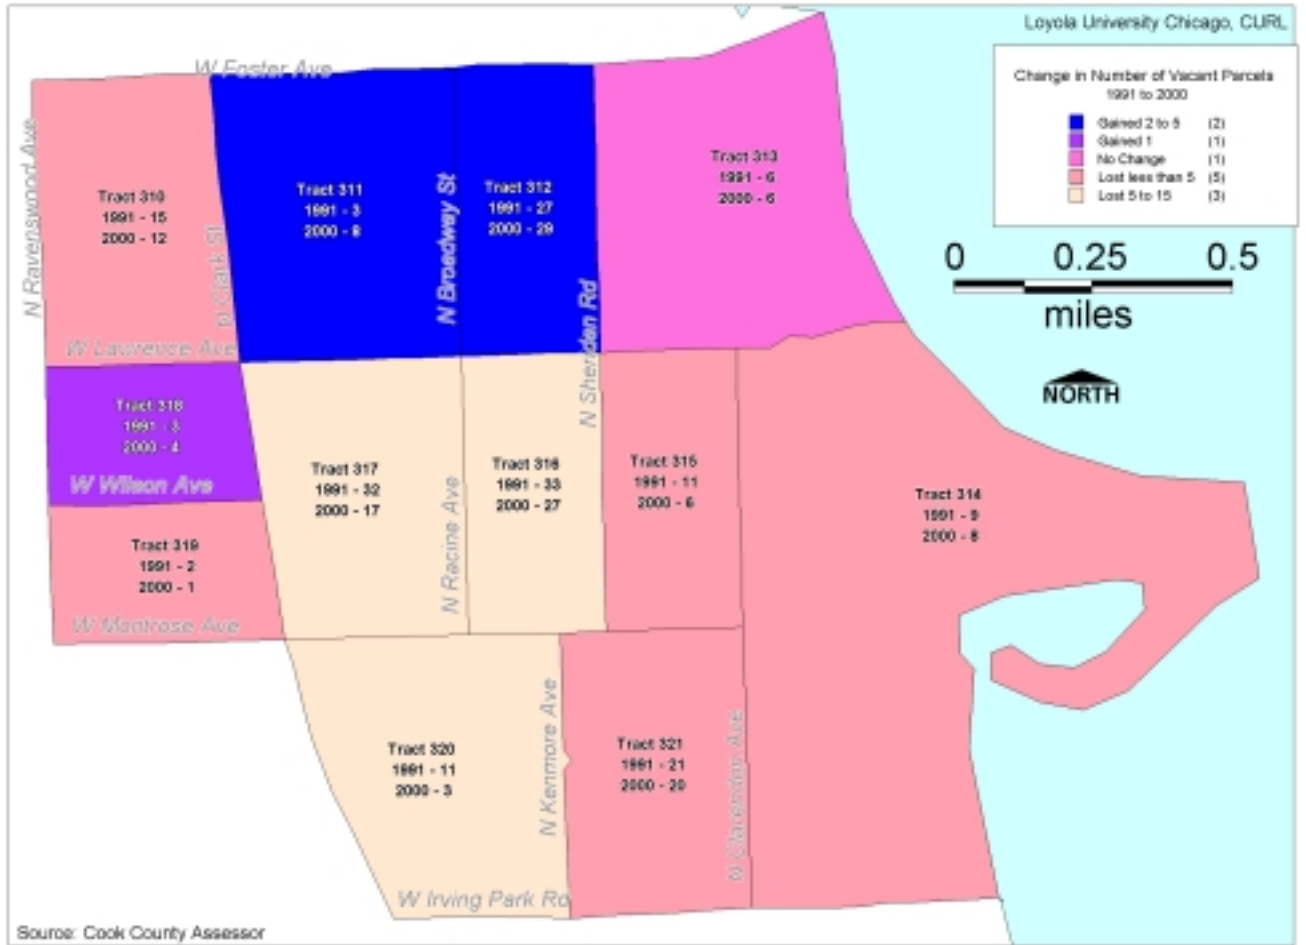 Loyola University Chicago, CURL
Change in Number of Vacant Parcels
1991 to 2000
Gained 2 to 5 (2)
Gained 1 (1)
No Change (1)
Lost less than 5 (5)
Lost 5 to 15 (3)
0 0.25 0.5
miles
NORTH
W Foster Ave
N Ravenswood Ave
Tract 310
1991 - 15
2000 - 12
N Clark St
Tract 311
1991 - 3
2000 - 8
N Broadway St
Tract 312
1991 - 27
2000 - 29
N Sheridan Rd
Tract 313
1991 - 6
2000 - 6
W Lawrence Ave
Tract 318
1991 - 3
2000 - 4
W Wilson Ave
Tract 317
1991 - 32
2000 - 17
N Racine Ave
Tract 316
1991 - 33
2000 - 27
Tract 315
1991 - 11
2000 - 6
Tract 314
1991 - 9
2000 - 8
Tract 319
1991 - 2
2000 - 1
W Montrose Ave
Tract 320
1991 - 11
2000 - 3
N Kenmore Ave
Tract 321
1991 - 21
2000 - 20
N Clarendon Ave
W Irving Park Rd
Source: Cook County Assessor